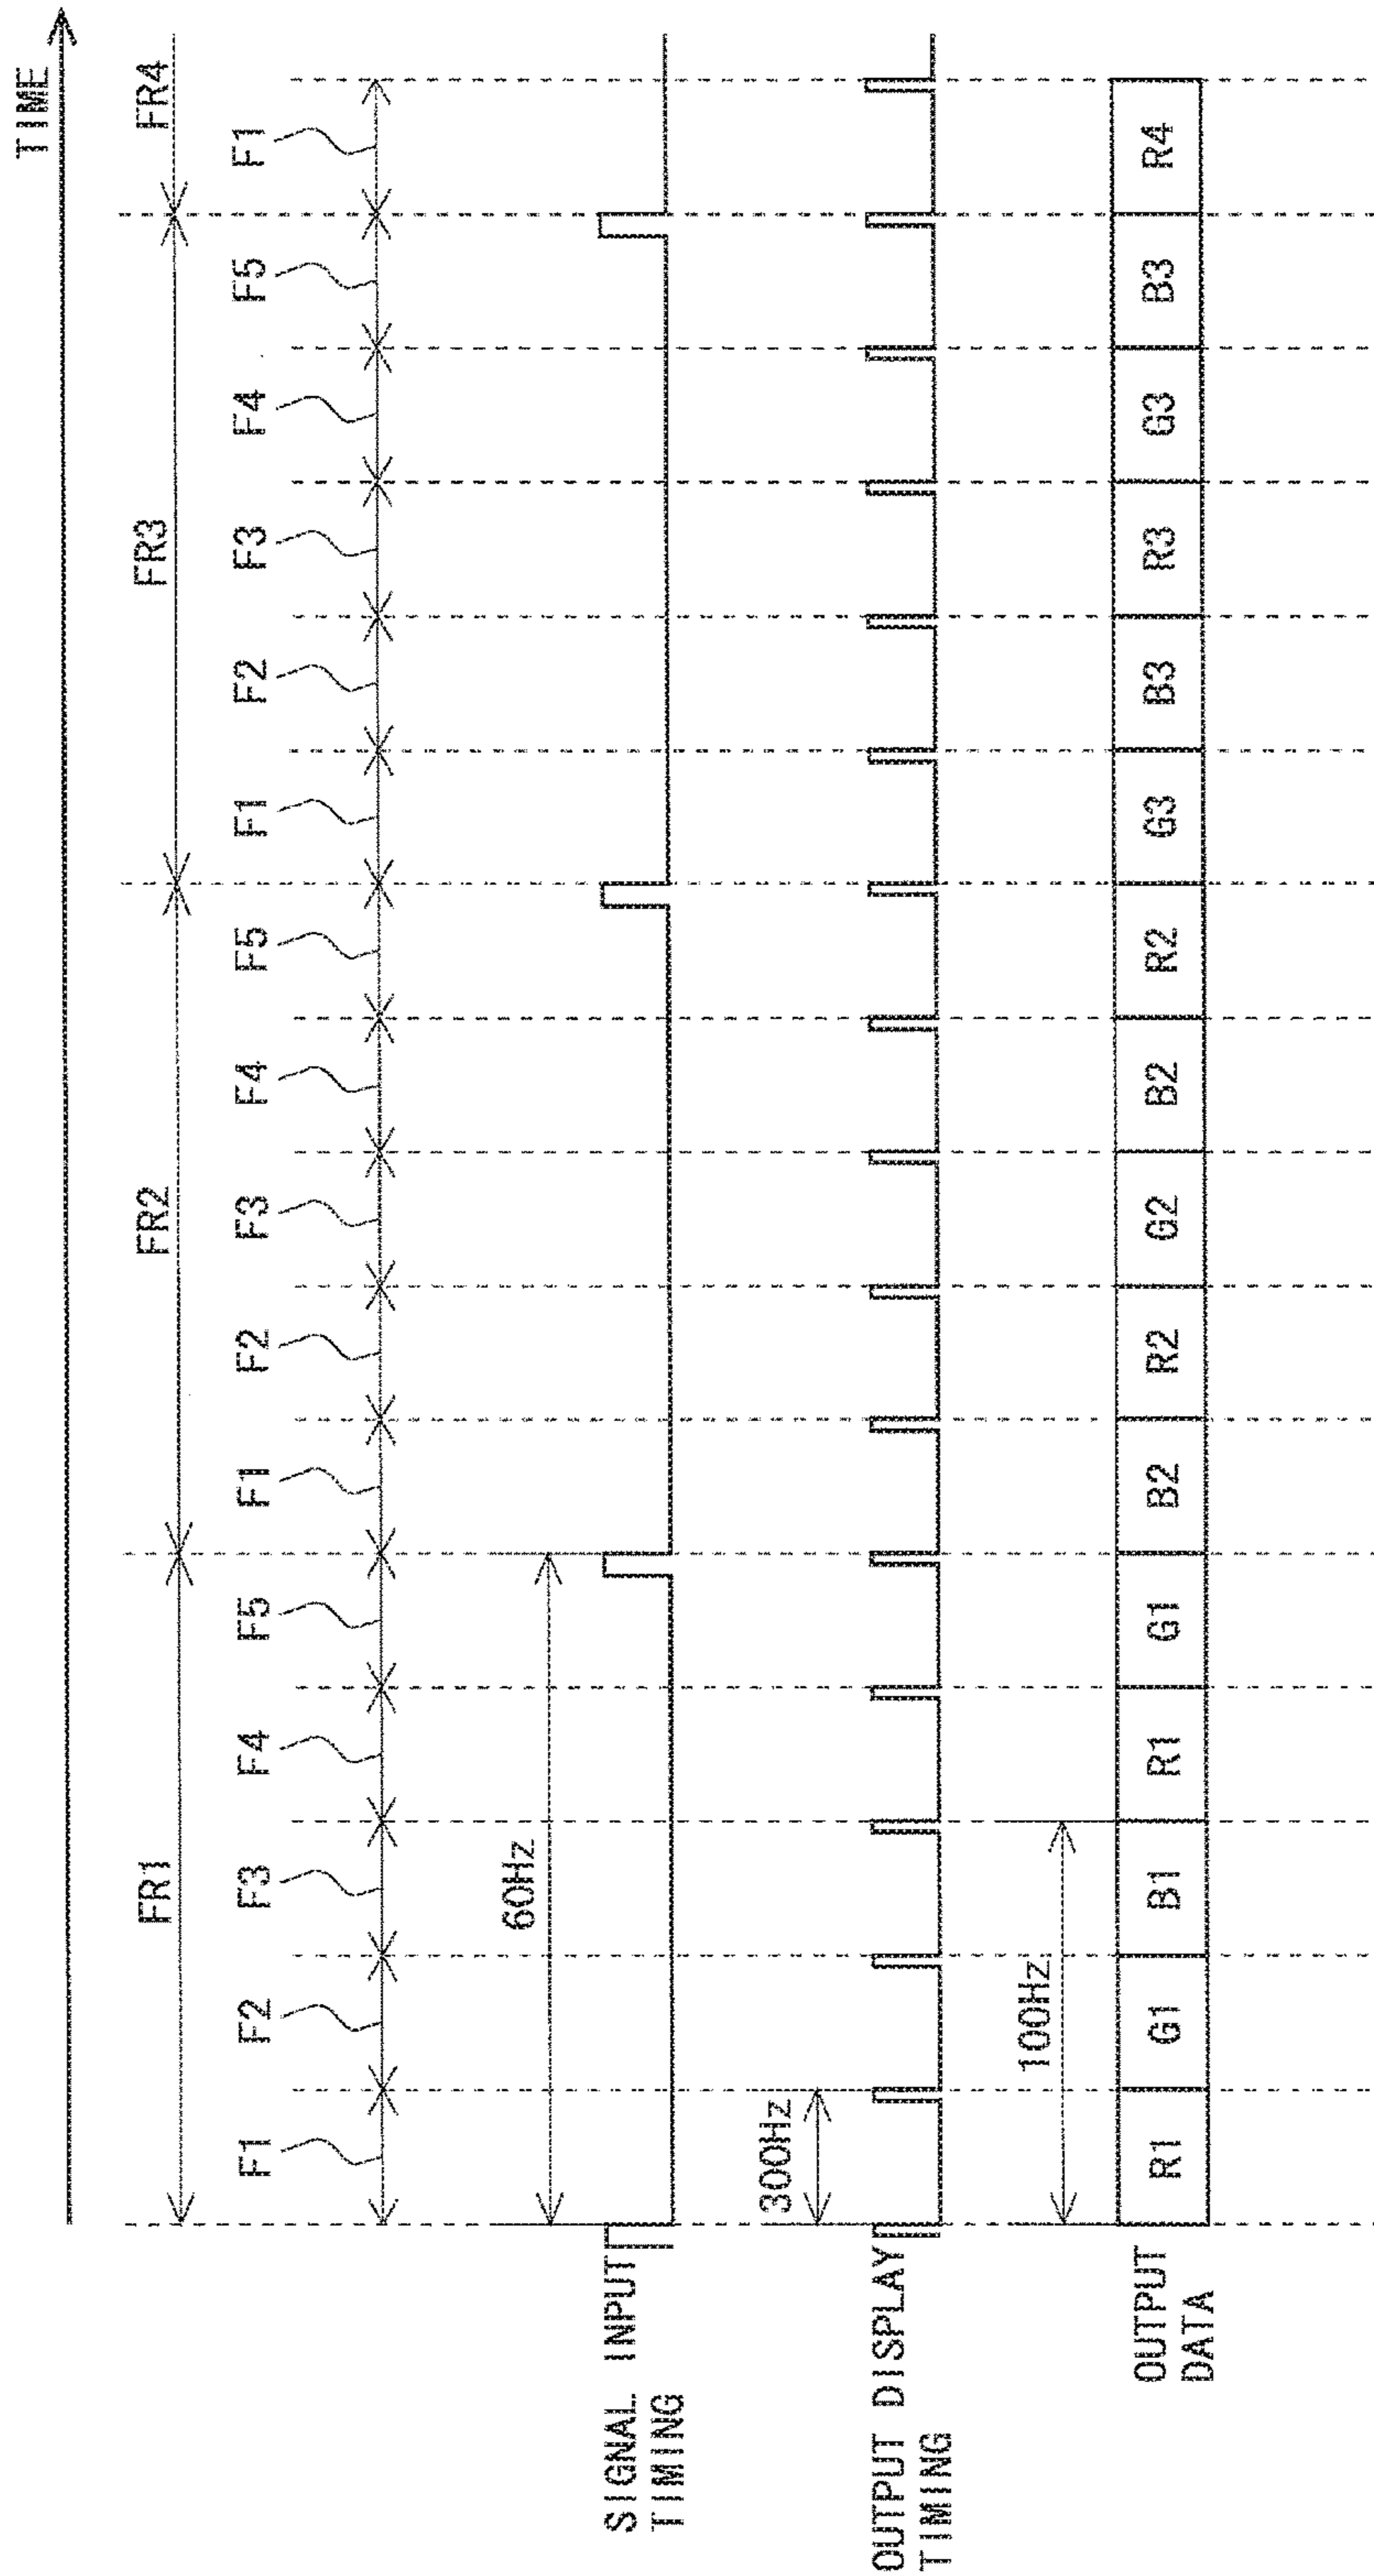 TIME
FR1 FR2 FR3 FR4
F1 F2 F3 F4 F5 F1 F2 F3 F4 F5 F1 F2 F3 F4 F5 F1
60Hz
SIGNAL INPUT
TIMING
300Hz
OUTPUT DISPLAY
TIMING
100Hz
R1 G1 B1 R1 G1 B2 R2 G2 B2 R2 G3 B3 R3 G3 B3 R4
OUTPUT
DATA